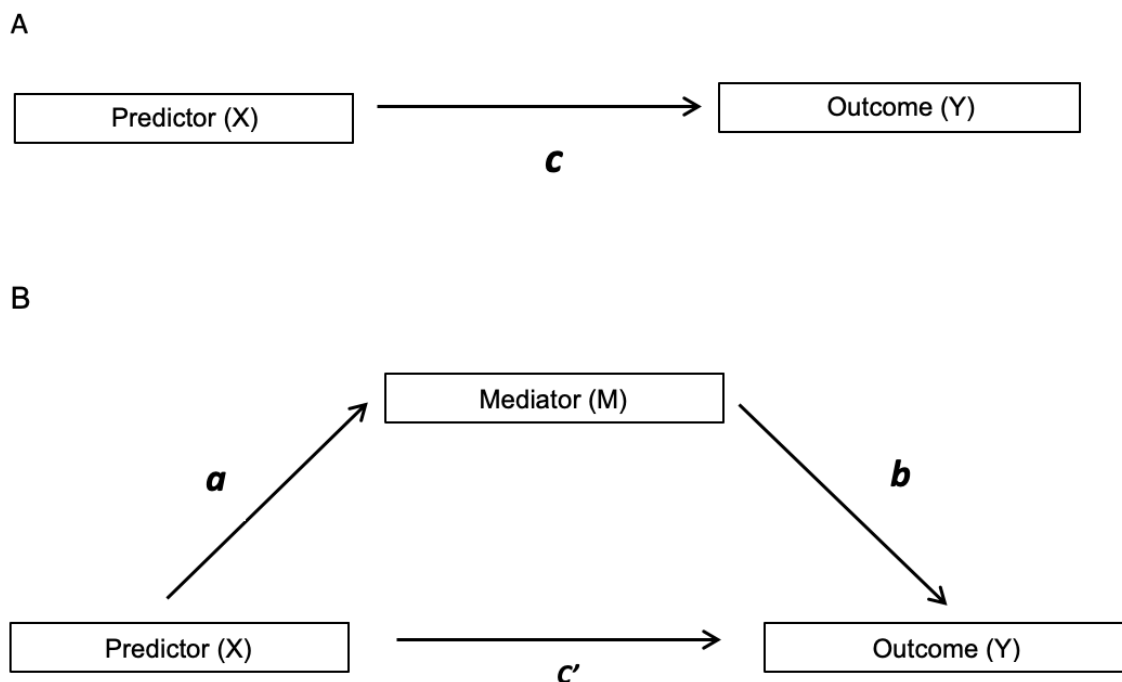 A
Predictor (X)
Outcome (Y)
c
B
Mediator (M)
a
b
Predictor (X)
Outcome (Y)
c’